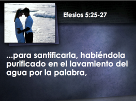 Efesios 5:25-27
...para santificarla, habiéndola
purificado en el lavamiento del
agua por la palabra,